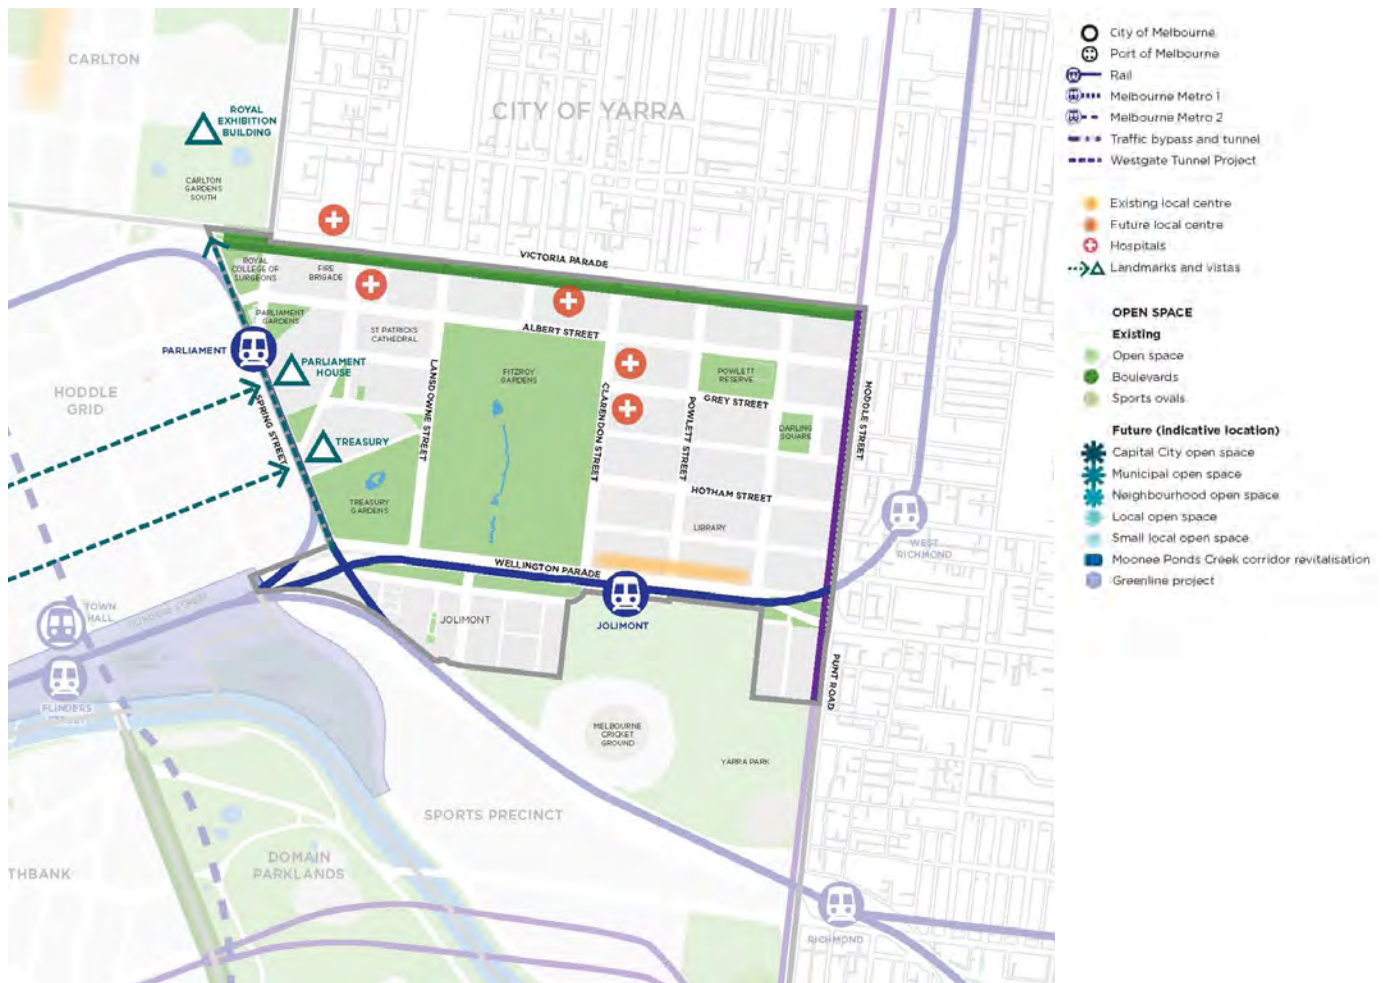 CARLTON
ROYAL
EXHIBITION
BUILDING
CITY OF YARRA
CARLTON
GARDENS
SOUTH
VICTORIA PARADE
ROYAL
COLLEGE OF
SURGEONS
FIRE
BRIGADE
PARLIAMENT
GARDENS
ST PATRICKS
CATHEDRAL
ALBERT STREET
PARLIAMENT
PARLIAMENT
HOUSE
HODDLE
GRID
LANSDOWNE STREET
FITZROY
GARDENS
CLARENDON STREET
POWLETT
RESERVE
GREY STREET
POWLETT STREET
HODDLE STREET
SPRING STREET
TREASURY
DARLING
SQUARE
TREASURY
GARDENS
HOTHAM STREET
LIBRARY
WEST
RICHMOND
WELLINGTON PARADE
TOWN
HALL
FLINDERS STREET
JOLIMONT
JOLIMONT
FLINDERS
STREET
PUNT ROAD
MELBOURNE
CRICKET
GROUND
YARRA PARK
SPORTS PRECINCT
DOMAIN
PARKLANDS
THBANK
RICHMOND
City of Melbourne
Port of Melbourne
Rail
Melbourne Metro 1
Melbourne Metro 2
Traffic bypass and tunnel
Westgate Tunnel Project
Existing local centre
Future local centre
Hospitals
Landmarks and vistas
OPEN SPACE
Existing
Open space
Boulevards
Sports ovals
Future (indicative location)
Capital City open space
Municipal open space
Neighbourhood open space
Local open space
Small local open space
Moonee Ponds Creek corridor revitalisation
Greenline project